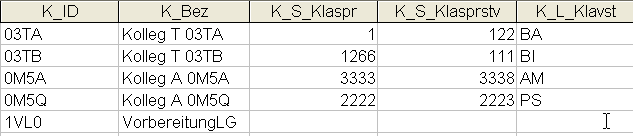 K_ID K_Bez K_S_Klaspr K_S_Klasprstv K_L_Klavst
03TA Kolleg T 03TA 1 122 BA
03TB Kolleg T 03TB 1266 111 BI
0M5A Kolleg A 0M5A 3333 3338 AM
0M5Q Kolleg A 0M5Q 2222 2223 PS
1VL0 VorbereitungLG